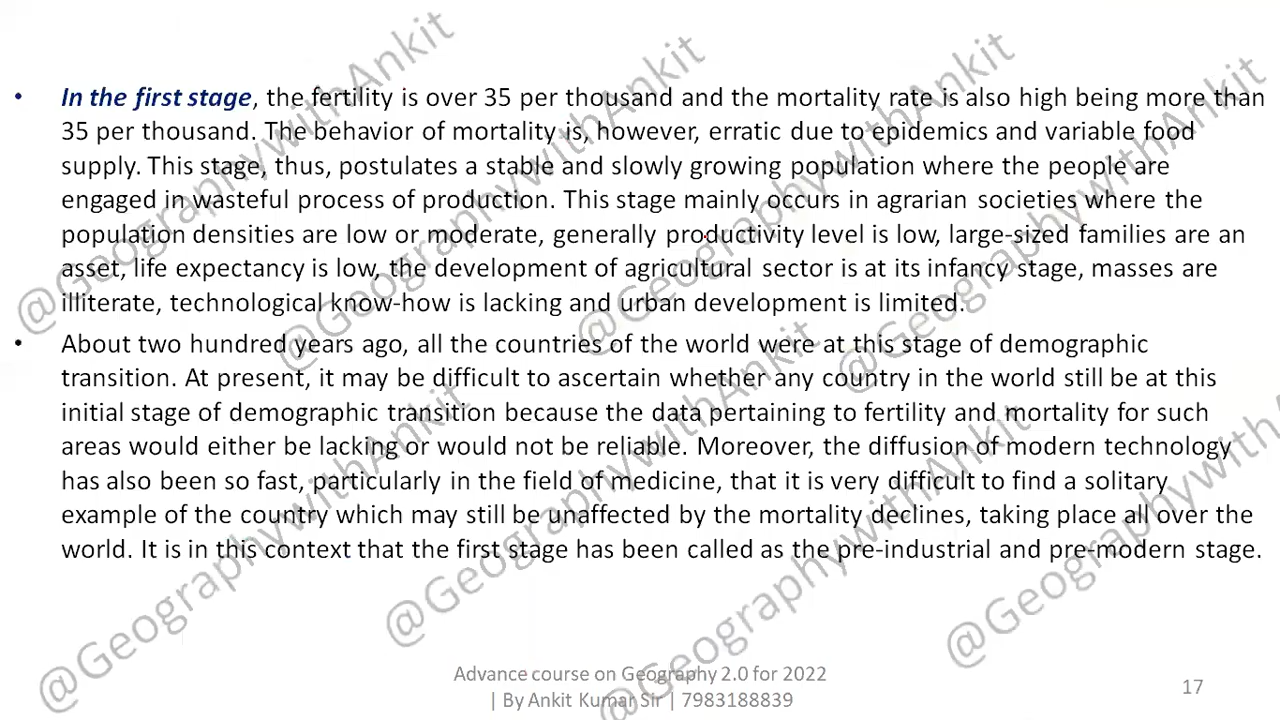 • In the first stage, the fertility is over 35 per thousand and the mortality rate is also high being more than
35 per thousand. The behavior of mortality is, however, erratic due to epidemics and variable food
supply. This stage, thus, postulates a stable and slowly growing population where the people are
engaged in wasteful process of production. This stage mainly occurs in agrarian societies where the
population densities are low or moderate, generally productivity level is low, large-sized families are an
asset, life expectancy is low, the development of agricultural sector is at its infancy stage, masses are
illiterate, technological know-how is lacking and urban development is limited.
• About two hundred years ago, all the countries of the world were at this stage of demographic
transition. At present, it may be difficult to ascertain whether any country in the world still be at this
initial stage of demographic transition because the data pertaining to fertility and mortality for such
areas would either be lacking or would not be reliable. Moreover, the diffusion of modern technology
has also been so fast, particularly in the field of medicine, that it is very difficult to find a solitary
example of the country which may still be unaffected by the mortality declines, taking place all over the
world. It is in this context that the first stage has been called as the pre-industrial and pre-modern stage.
Advance course on Geography 2.0 for 2022
| By Ankit Kumar Sir | 7983188839
17
@GeographywithAnkit
@GeographywithAnkit
@GeographywithAnkit
@GeographywithAnkit
@GeographywithAnkit
@GeographywithAnkit
@GeographywithAnkit
@Geographywith